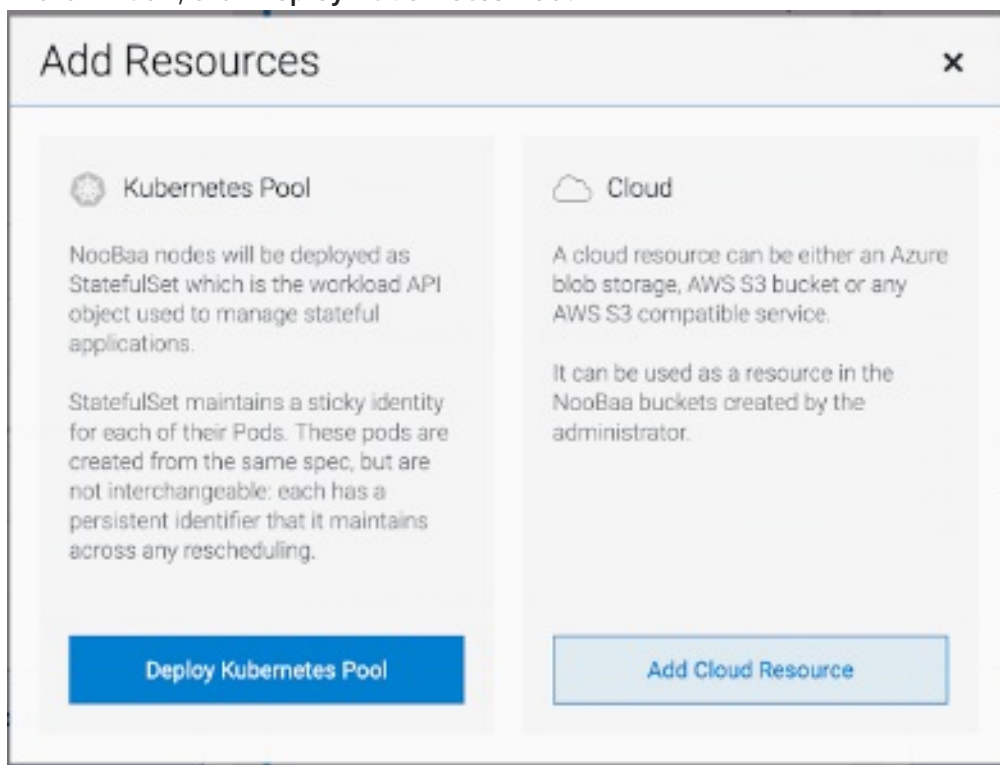 Add Resources
Kubernetes Pool
NooBaa nodes will be deployed as
StatefulSet which is the workload API
object used to manage stateful
applications.
StatefulSet maintains a sticky identity
for each of their Pods. These pods are
created from the same spec, but are
not interchangeable: each has a
persistent identifier that it maintains
across any rescheduling.
Deploy Kubernetes Pool
Cloud
A cloud resource can be either an Azure
blob storage, AWS S3 bucket or any
AWS S3 compatible service.
It can be used as a resource in the
NooBaa buckets created by the
administrator.
Add Cloud Resource